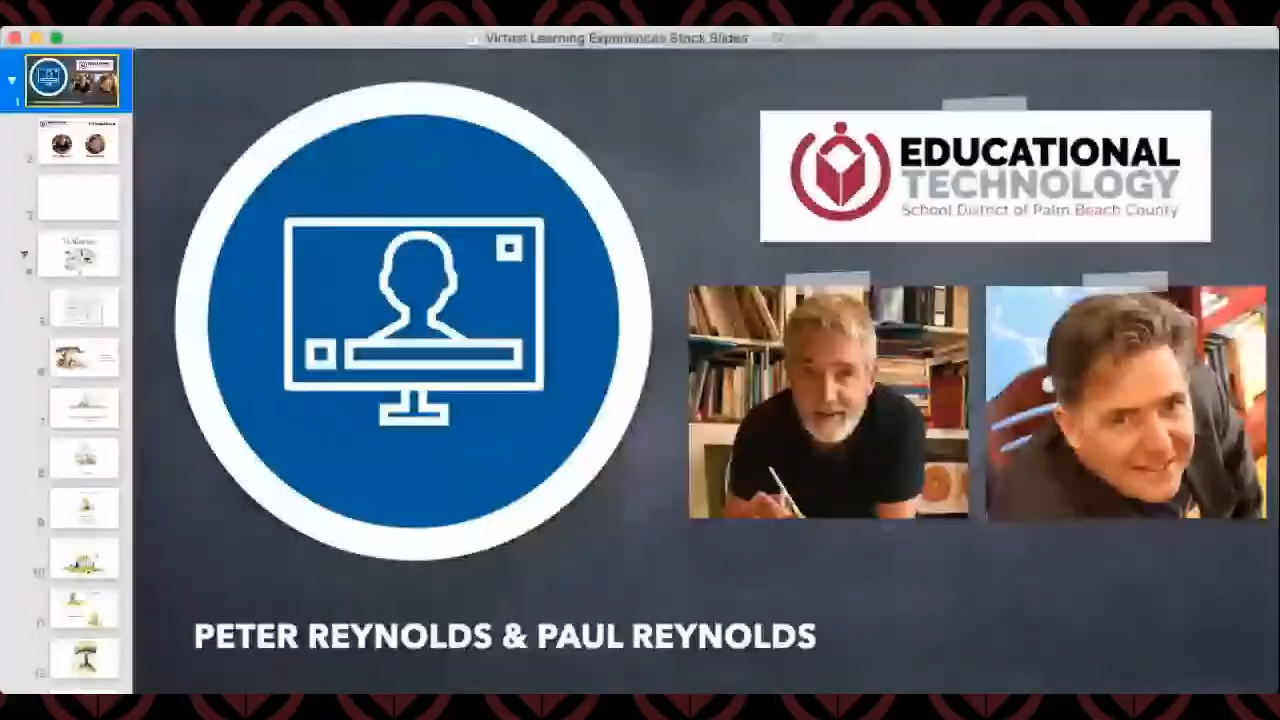 Virtual Learning Experiences Stock Slides
EDUCATIONAL
TECHNOLOGY
School District of Palm Beach County
PETER REYNOLDS & PAUL REYNOLDS